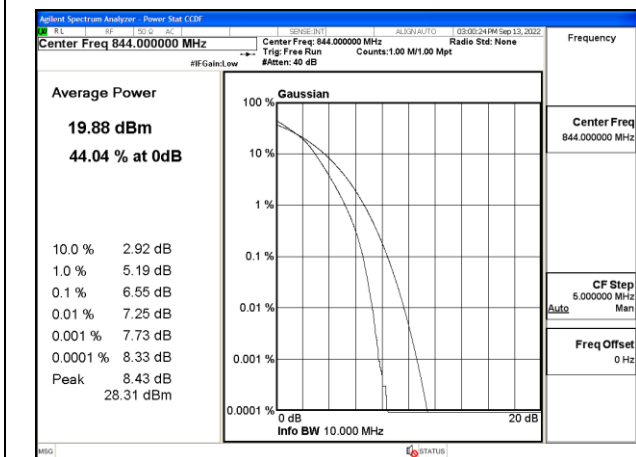 Agilent Spectrum Analyzer - Power Stat CCDF
RL RF 50 Ω AC SENSE:INT ALIGN AUTO 03:00:24 PM Sep 13, 2022
Center Freq 844.000000 MHz
Center Freq: 844.000000 MHz Radio Std: None
Trig: Free Run Counts:1.00 M/1.00 Mpt
#IFGain:Low #Atten: 40 dB
Frequency
Average Power
19.88 dBm
44.04 % at 0dB
10.0 % 2.92 dB
1.0 % 5.19 dB
0.1 % 6.55 dB
0.01 % 7.25 dB
0.001 % 7.73 dB
0.0001 % 8.33 dB
Peak 8.43 dB
28.31 dBm
Gaussian
100 %
10 %
1 %
0.1 %
0.01 %
0.001 %
0.0001 %
0 dB 20 dB
Info BW 10.000 MHz
Center Freq
844.000000 MHz
CF Step
5.000000 MHz
Auto Man
Freq Offset
0 Hz
MSG STATUS